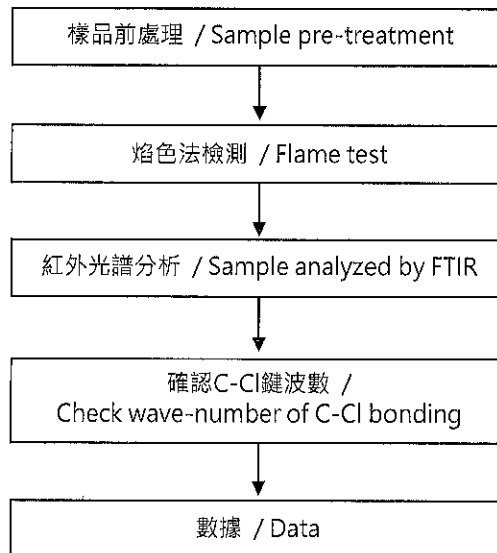 樣品前處理 / Sample pre-treatment
焰色法檢測 / Flame test
紅外光譜分析 / Sample analyzed by FTIR
確認C-Cl鍵波數 /
Check wave-number of C-Cl bonding
數據 / Data